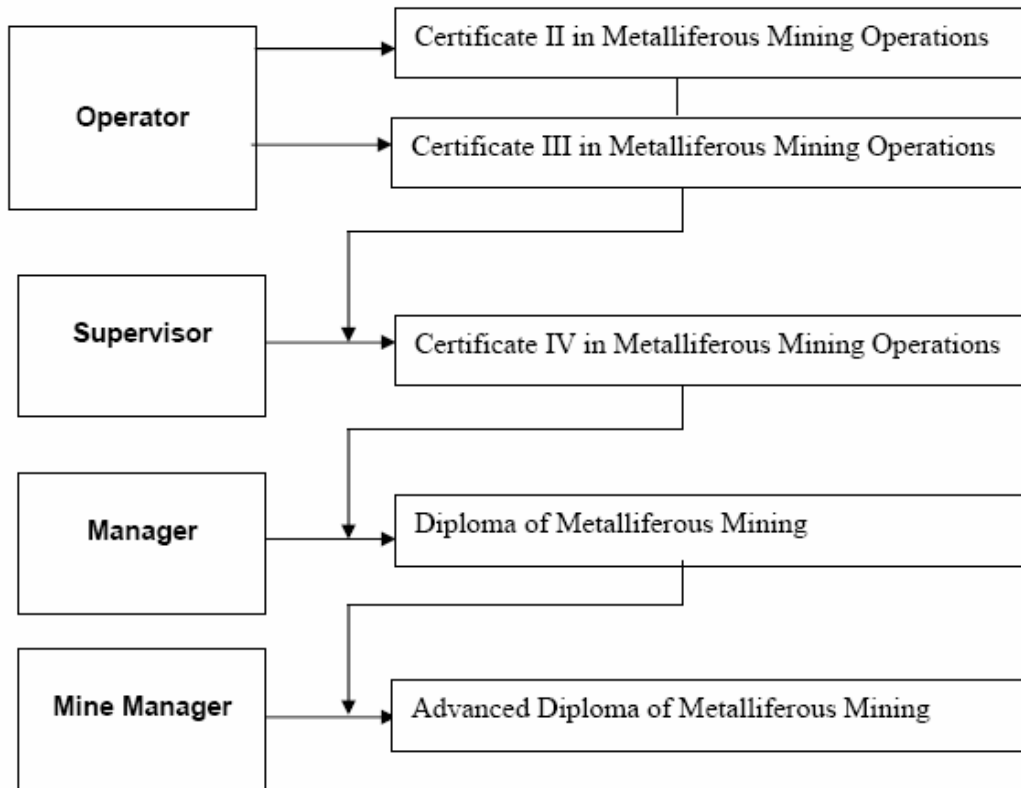 Certificate II in Metalliferous Mining Operations
Operator
Certificate III in Metalliferous Mining Operations
Supervisor
Certificate IV in Metalliferous Mining Operations
Manager
Diploma of Metalliferous Mining
Mine Manager
Advanced Diploma of Metalliferous Mining